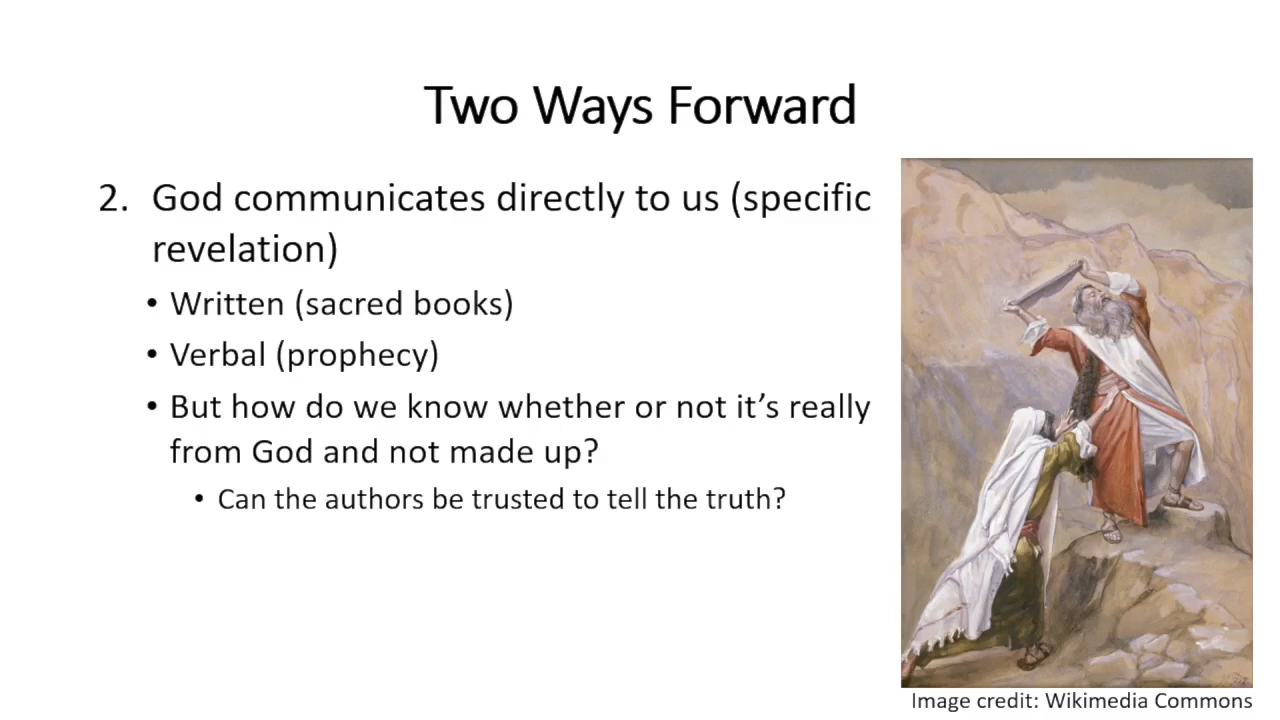 Two Ways Forward
2. God communicates directly to us (specific
revelation)
• Written (sacred books)
• Verbal (prophecy)
• But how do we know whether or not it’s really
from God and not made up?
• Can the authors be trusted to tell the truth?
Image credit: Wikimedia Commons